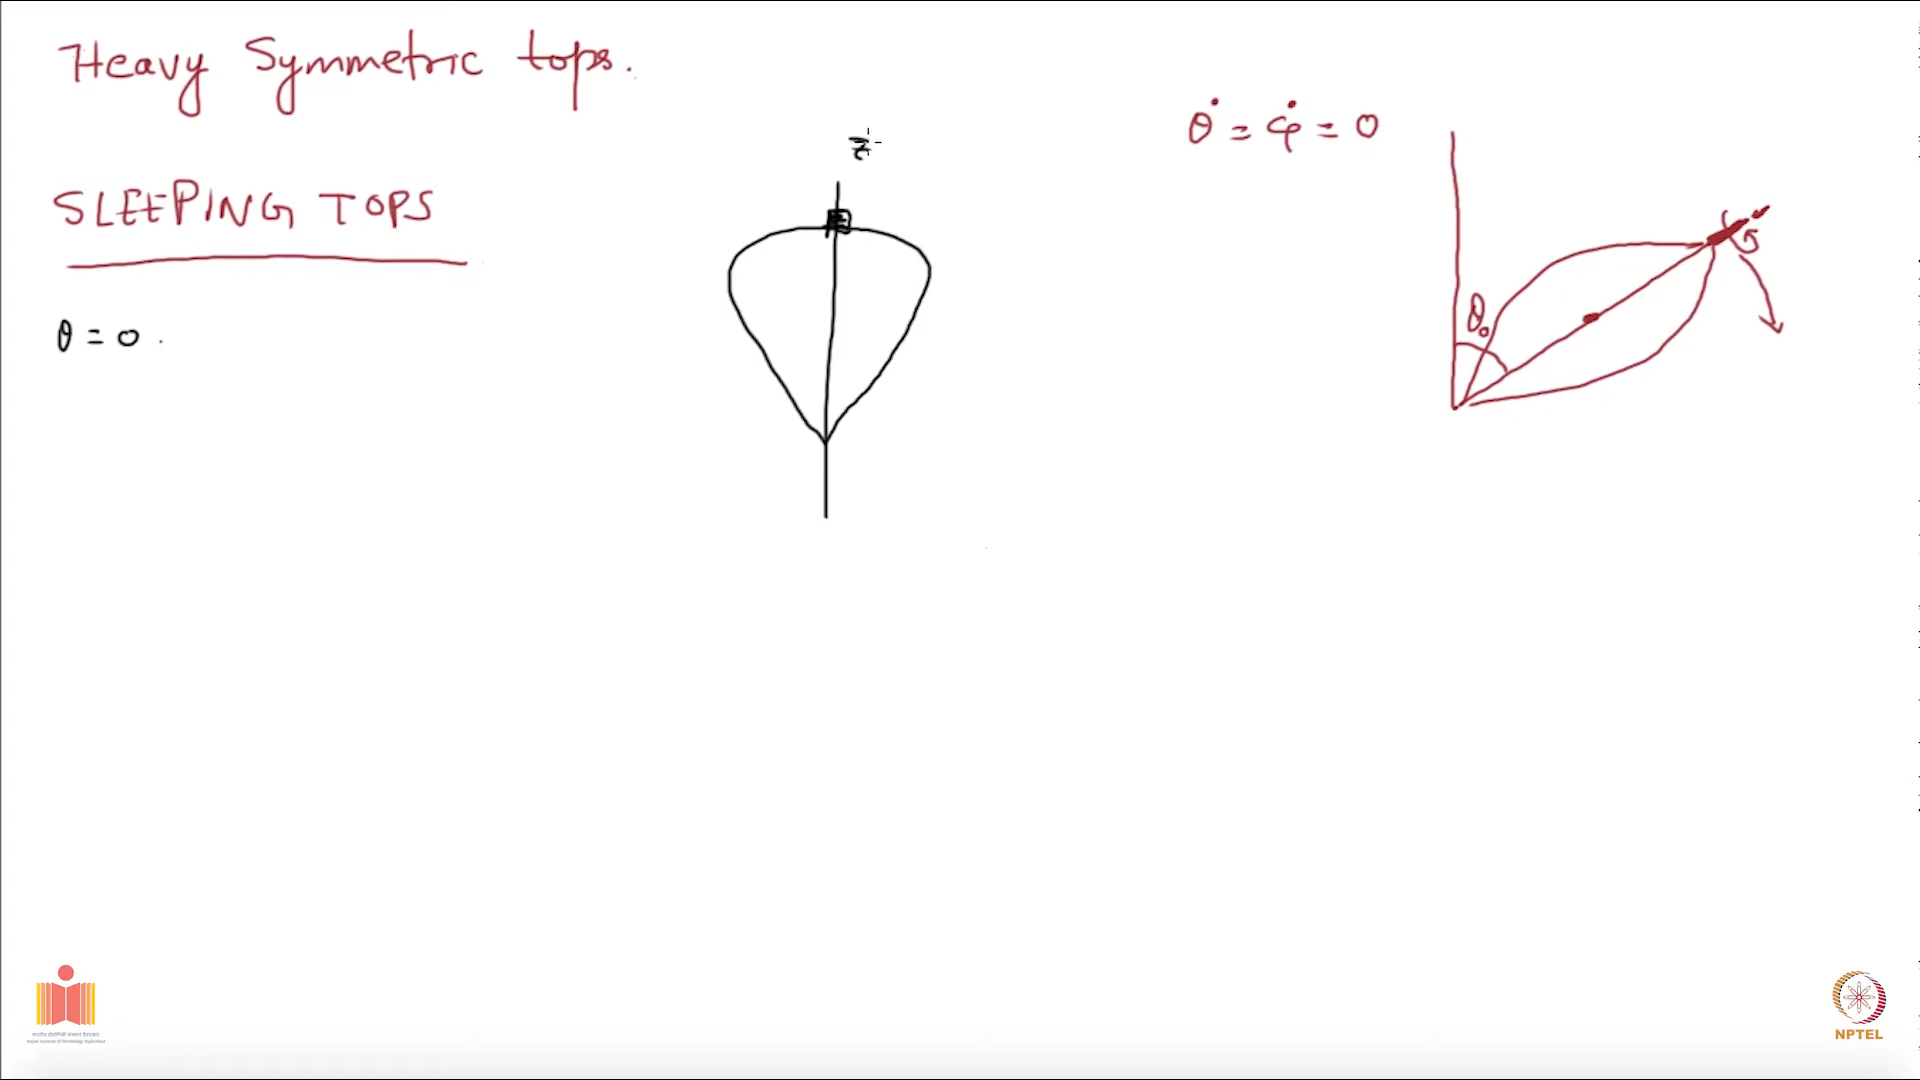 Heavy Symmetric tops.
SLEEPING TOPS
θ = 0 .
z
θ̇ = φ̇ = 0
θ₀
NPTEL